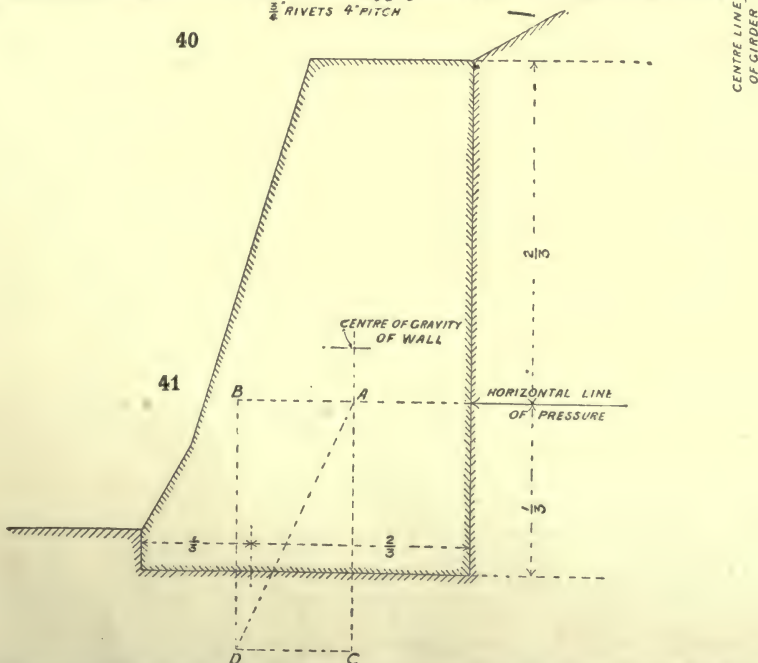 3/4" RIVETS 4" PITCH
CENTRE LINE
OF GIRDER
40
2/3
CENTRE OF GRAVITY
OF WALL
41
B
A
HORIZONTAL LINE
OF PRESSURE
1/3
1/3
2/3
D
C